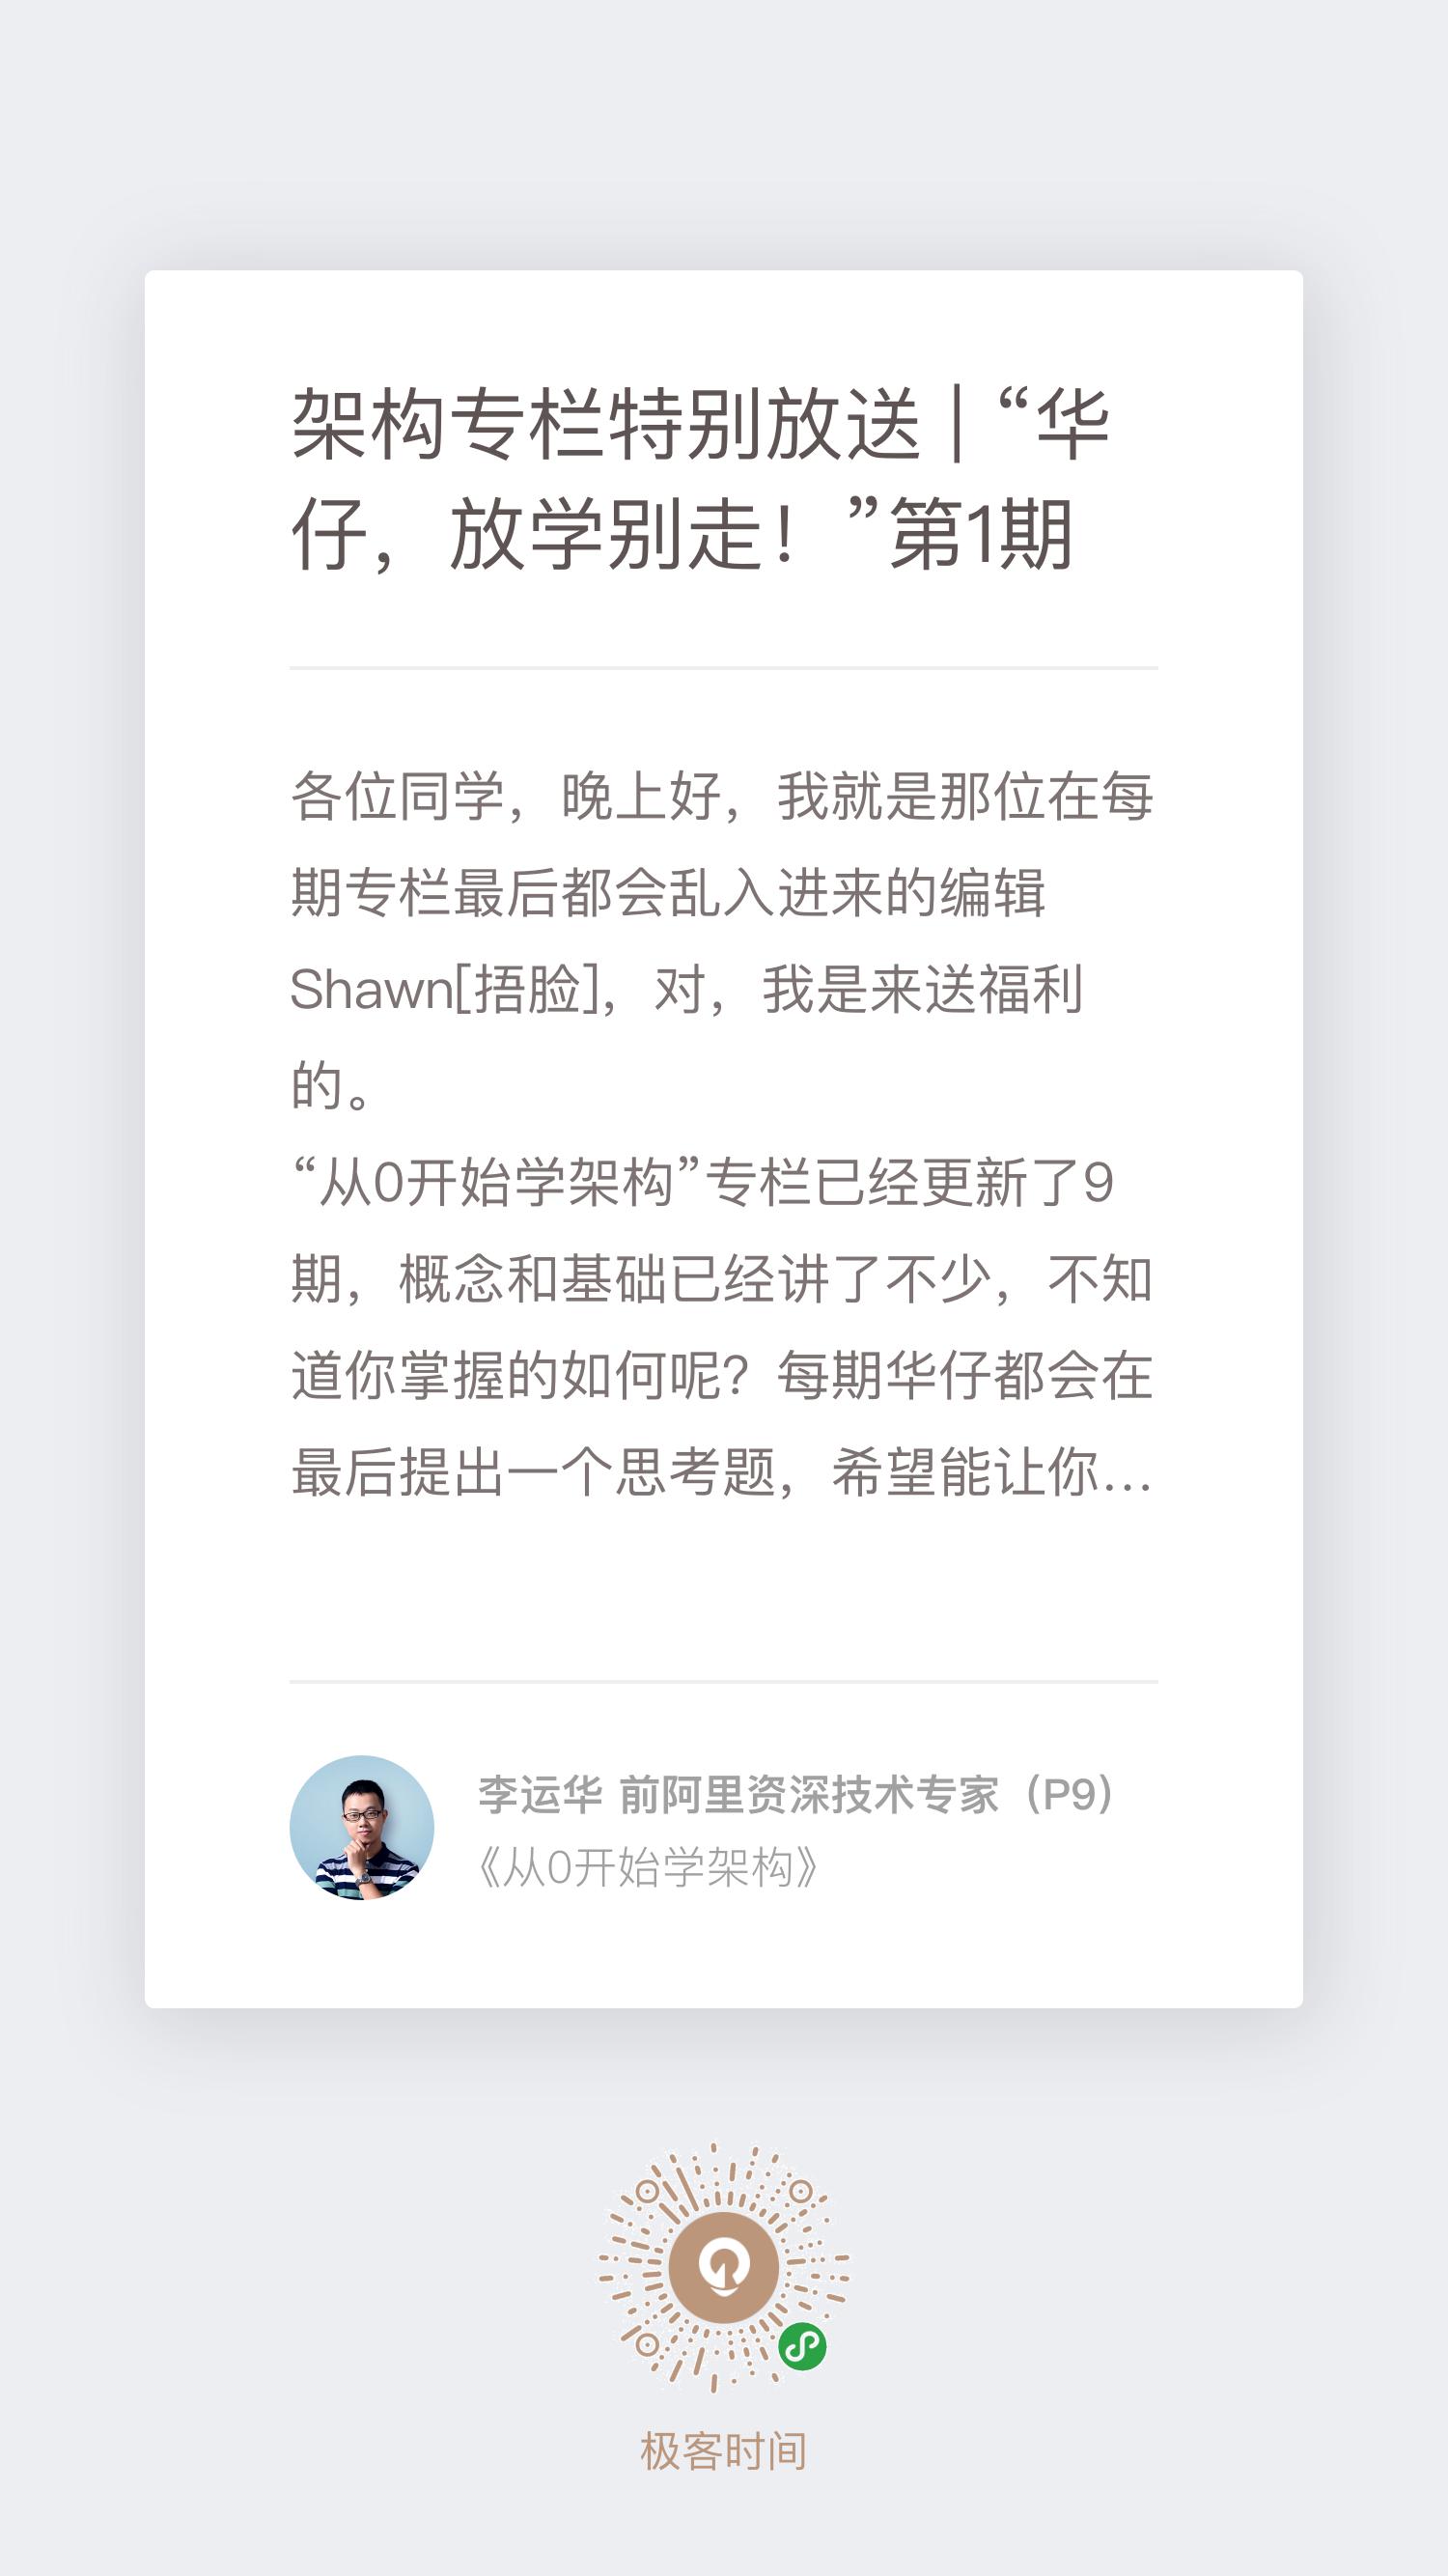 架构专栏特别放送 | “华
仔，放学别走！”第1期
各位同学，晚上好，我就是那位在每
期专栏最后都会乱入进来的编辑
Shawn[捂脸]，对，我是来送福利
的。
“从0开始学架构”专栏已经更新了9
期，概念和基础已经讲了不少，不知
道你掌握的如何呢？每期华仔都会在
最后提出一个思考题，希望能让你...
李运华 前阿里资深技术专家（P9）
《从0开始学架构》
极客时间